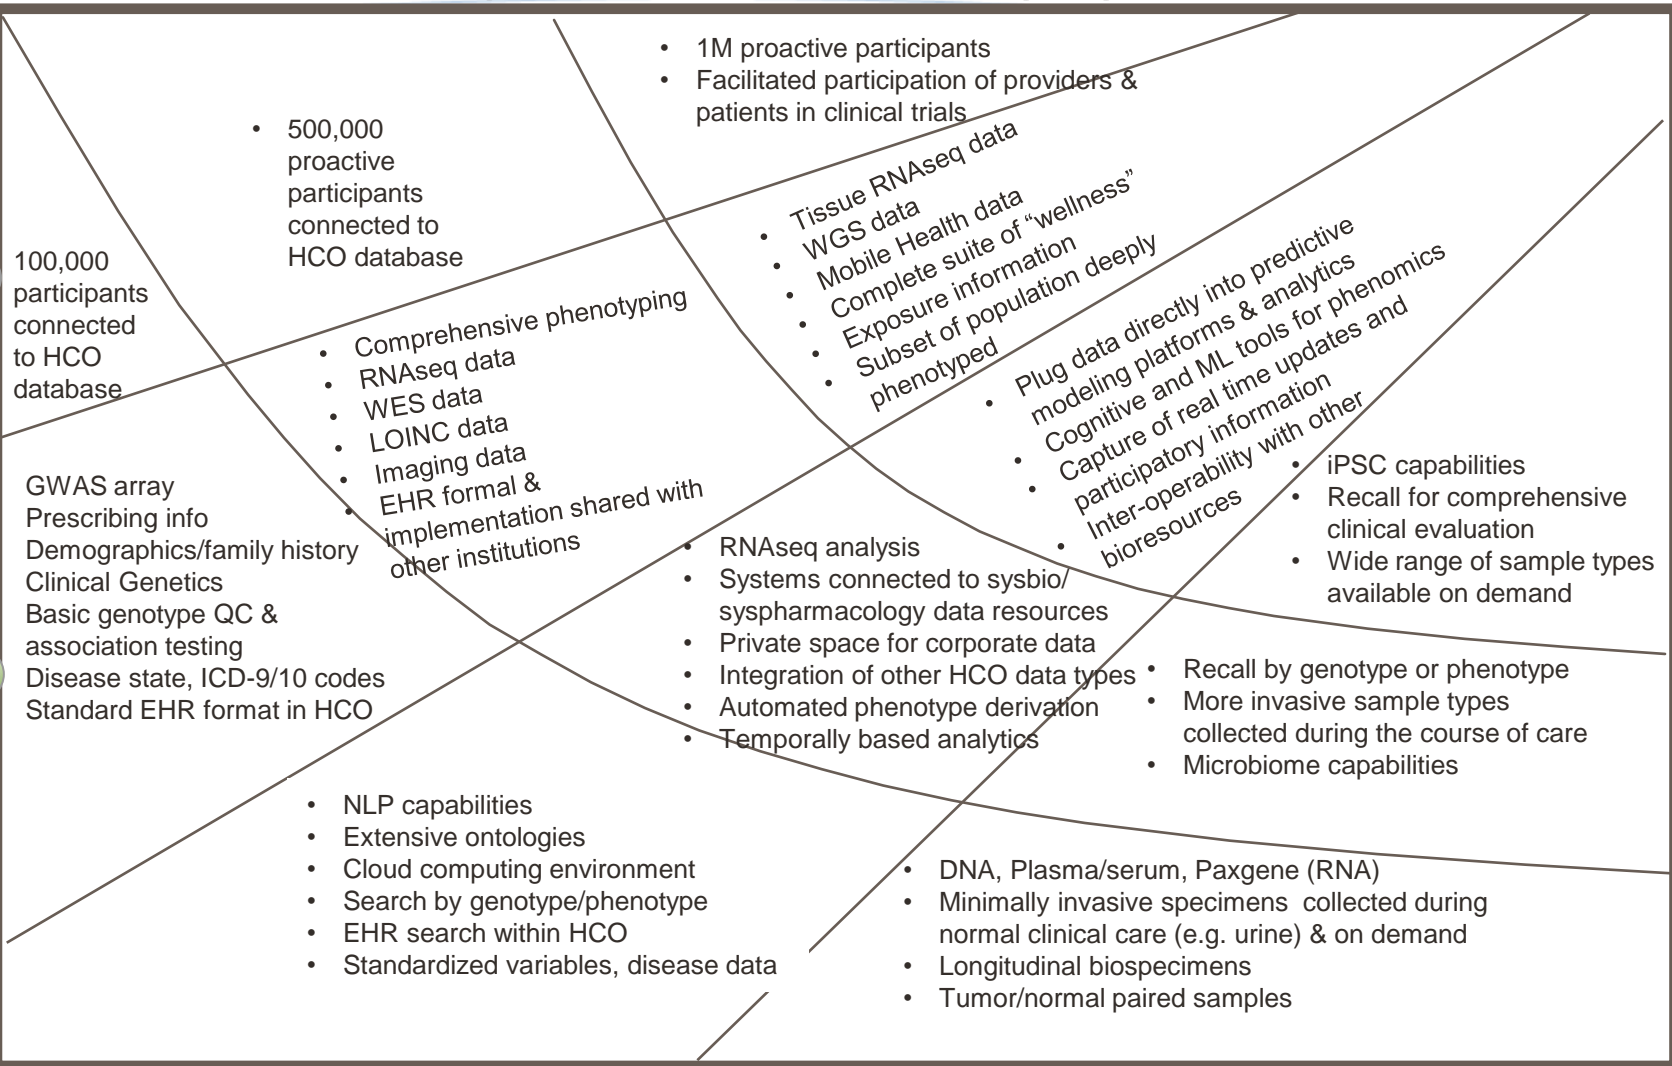 • 1M proactive participants
• Facilitated participation of providers &
patients in clinical trials
• 500,000
proactive
participants
connected to
HCO database
100,000
participants
connected
to HCO
database
• Tissue RNAseq data
• WGS data
• Mobile Health data
• Complete suite of “wellness”
• Exposure information
• Subset of population deeply
phenotyped
• Comprehensive phenotyping
• RNAseq data
• WES data
• LOINC data
• Imaging data
• EHR formal &
implementation shared with
other institutions
• Plug data directly into predictive
modeling platforms & analytics
• Cognitive and ML tools for phenomics
• Capture of real time updates and
participatory information
• Inter-operability with other
bioresources
GWAS array
Prescribing info
Demographics/family history
Clinical Genetics
Basic genotype QC &
association testing
Disease state, ICD-9/10 codes
Standard EHR format in HCO
• iPSC capabilities
• Recall for comprehensive
clinical evaluation
• Wide range of sample types
available on demand
• RNAseq analysis
• Systems connected to sysbio/
syspharmacology data resources
• Private space for corporate data
• Integration of other HCO data types
• Automated phenotype derivation
• Temporally based analytics
• Recall by genotype or phenotype
• More invasive sample types
collected during the course of care
• Microbiome capabilities
• NLP capabilities
• Extensive ontologies
• Cloud computing environment
• Search by genotype/phenotype
• EHR search within HCO
• Standardized variables, disease data
• DNA, Plasma/serum, Paxgene (RNA)
• Minimally invasive specimens collected during
normal clinical care (e.g. urine) & on demand
• Longitudinal biospecimens
• Tumor/normal paired samples